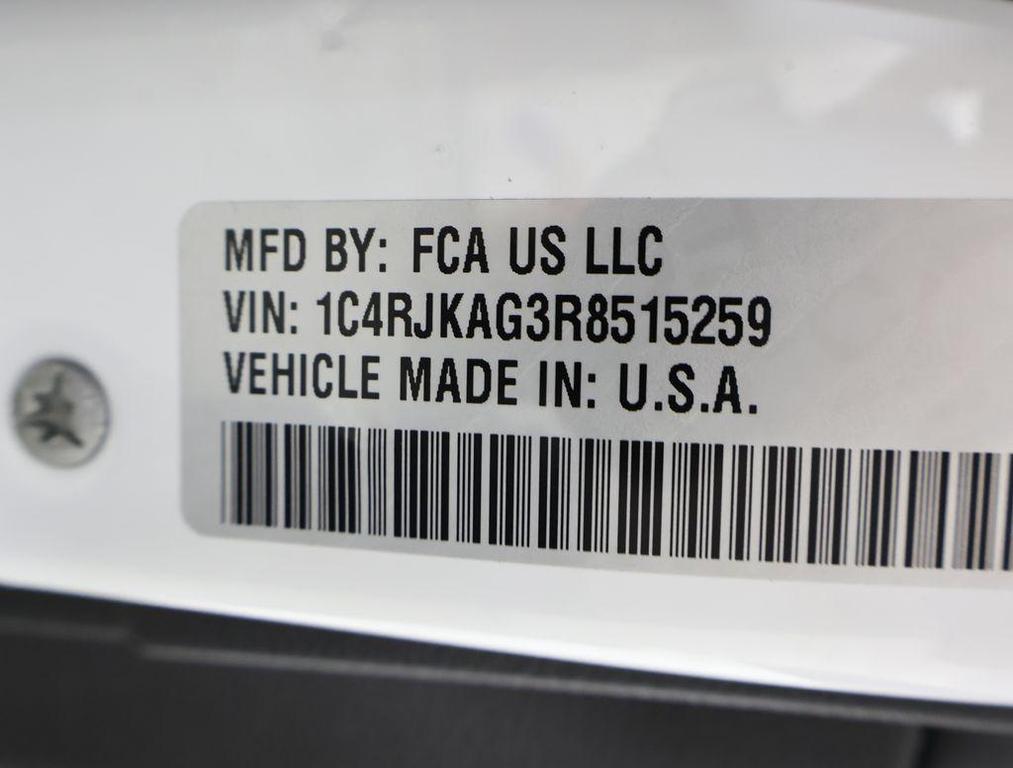 MFD BY: FCA US LLC
VIN: 1C4RJKAG3R8515259
VEHICLE MADE IN: U.S.A.